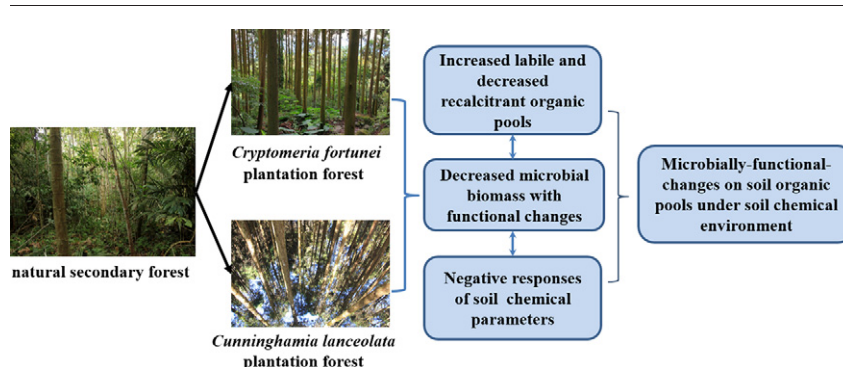 natural secondary forest
Cryptomeria fortunei
plantation forest
Cunninghamia lanceolata
plantation forest
Increased labile and
decreased
recalcitrant organic
pools
Decreased microbial
biomass with
functional changes
Negative responses
of soil chemical
parameters
Microbially-functional-
changes on soil organic
pools under soil chemical
environment